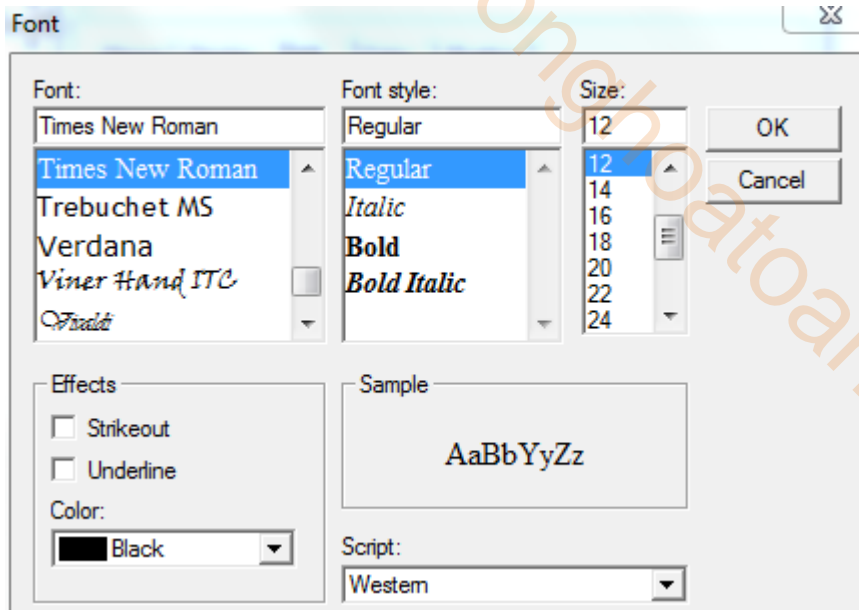 Font
Font:
Times New Roman
Times New Roman
Trebuchet MS
Verdana
Viner Hand ITC
Vivaldi
Font style:
Regular
Regular
Italic
Bold
Bold Italic
Size:
12
12
14
16
18
20
22
24
OK
Cancel
Effects
Strikeout
Underline
Color:
Black
Sample
AaBbYyZz
Script:
Western
onghoatoan